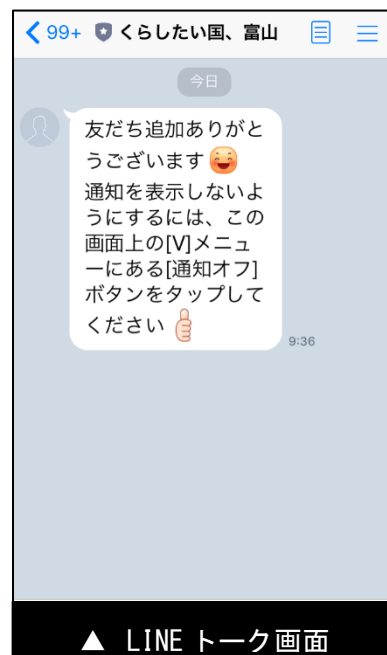 99+ くらしたい国、富山
今日
友だち追加ありがと
うございます😆
通知を表示しないよ
うにするには、この
画面上の[V]メニュ
ーにある[通知オフ]
ボタンをタップして
ください👍
9:36
▲ LINE トーク画面